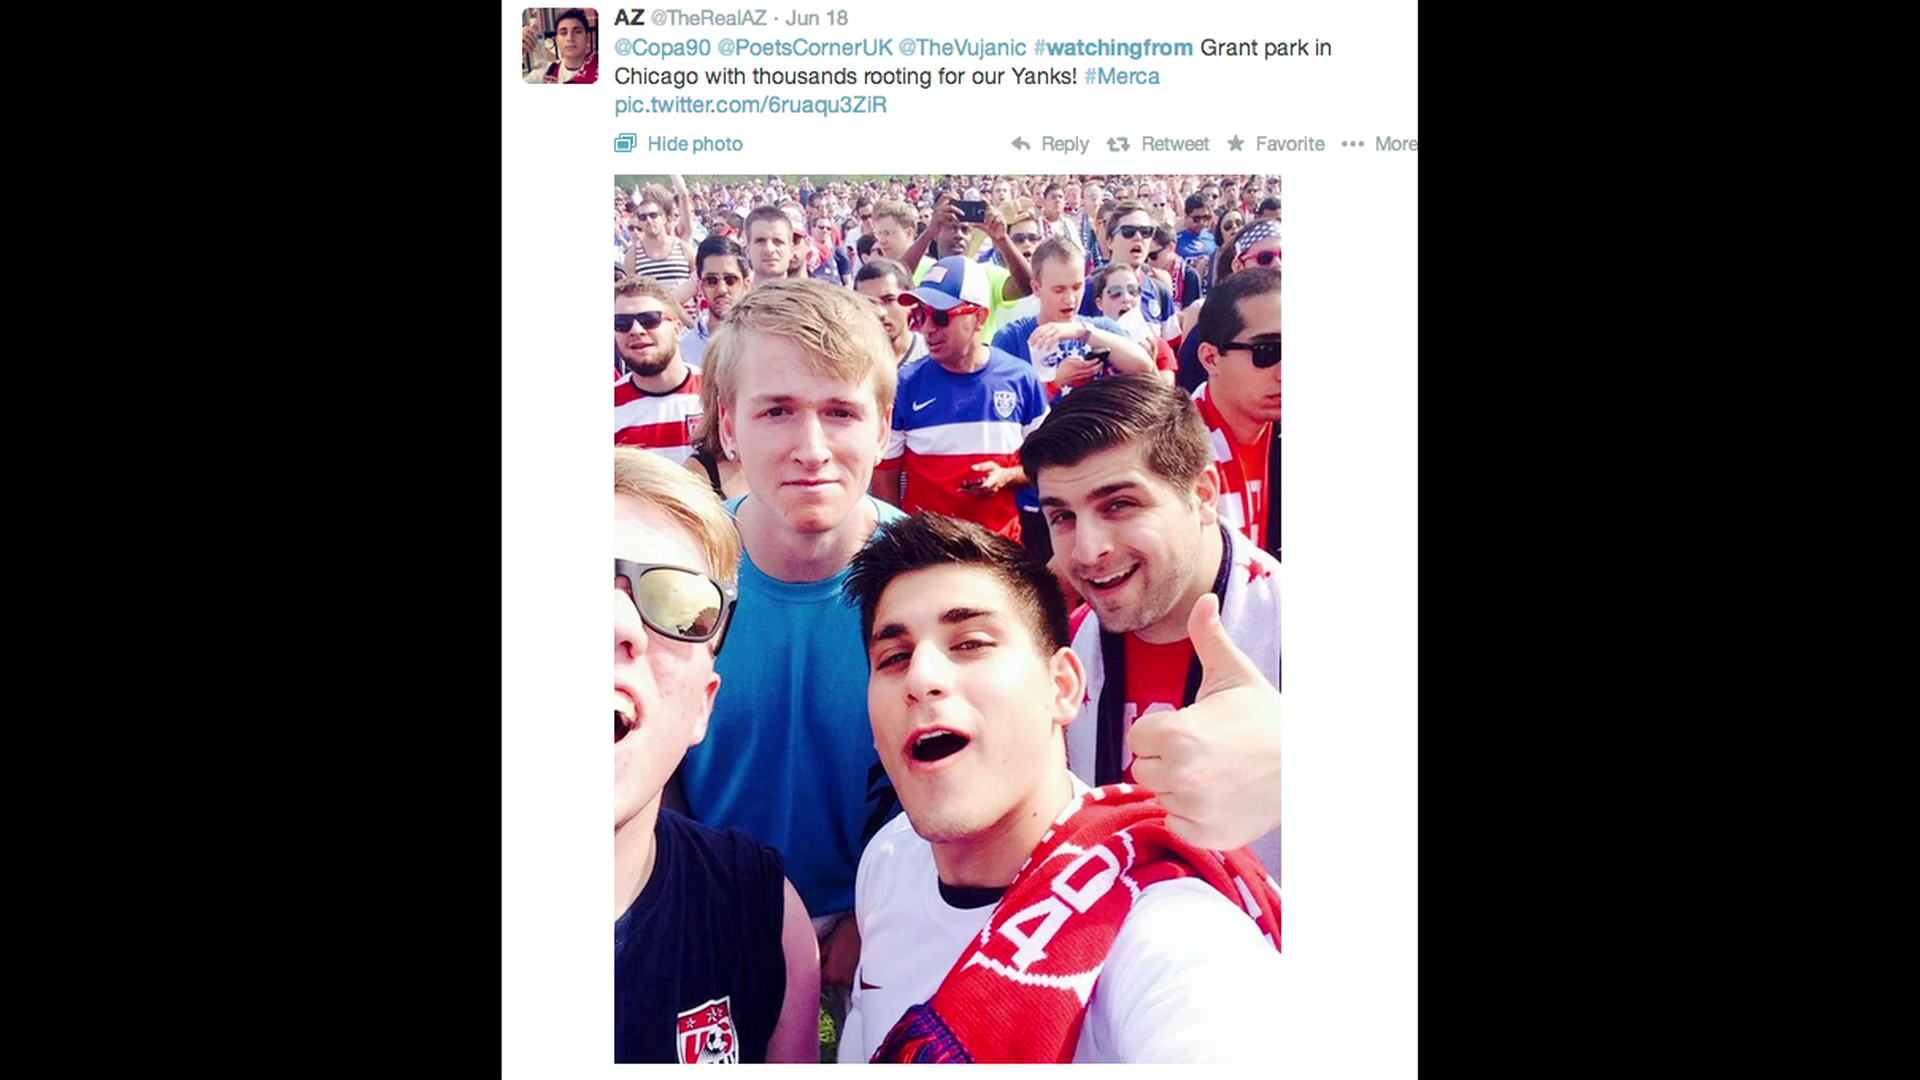 AZ @TheRealAZ · Jun 18
@Copa90 @PoetsCornerUK @TheVujanic #watchingfrom Grant park in
Chicago with thousands rooting for our Yanks! #Merca
pic.twitter.com/6ruaqu3ZiR
Hide photo Reply Retweet Favorite More
US